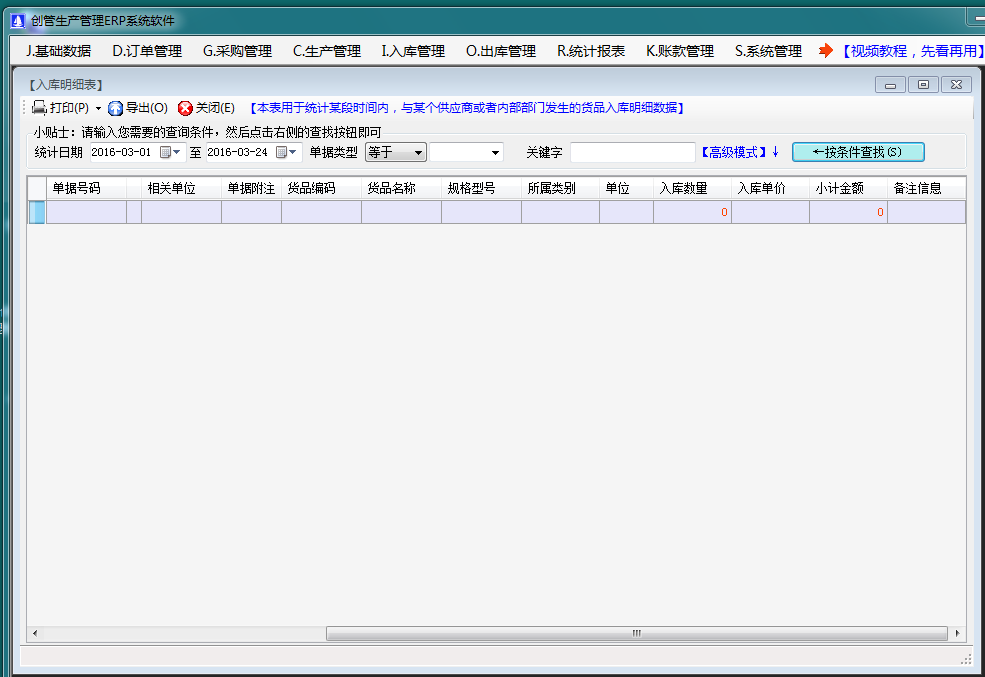 创管生产管理ERP系统软件
J.基础数据 D.订单管理 G.采购管理 C.生产管理 I.入库管理 O.出库管理 R.统计报表 K.账款管理 S.系统管理 【视频教程，先看再用】
【入库明细表】
打印(P) 导出(O) 关闭(E) 【本表用于统计某段时间内，与某个供应商或者内部部门发生的货品入库明细数据】
小贴士：请输入您需要的查询条件，然后点击右侧的查找按钮即可
统计日期 2016-03-01 至 2016-03-24 单据类型 等于 关键字 【高级模式】↓ ←按条件查找(S)
单据号码 相关单位 单据附注 货品编码 货品名称 规格型号 所属类别 单位 入库数量 入库单价 小计金额 备注信息
0 0